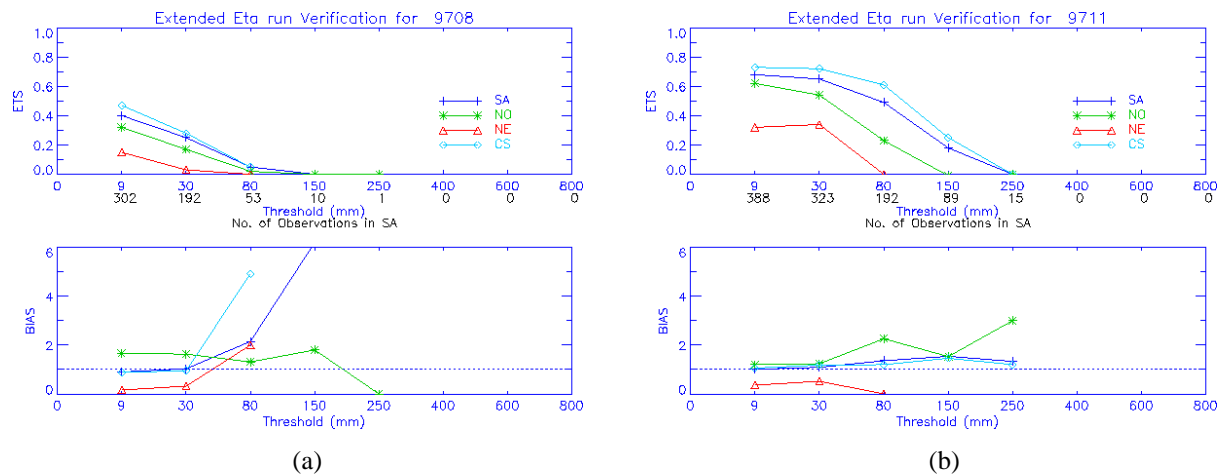 Extended Eta run Verification for 9708
1.0
0.8
0.6
0.4
0.2
0.0
ETS
SA
NO
NE
CS
0 9 30 80 150 250 400 600 800
302 192 53 10 1 0 0 0
Threshold (mm)
No. of Observations in SA
6
4
2
0
BIAS
0 9 30 80 150 250 400 600 800
Threshold (mm)
(a)
Extended Eta run Verification for 9711
1.0
0.8
0.6
0.4
0.2
0.0
ETS
SA
NO
NE
CS
0 9 30 80 150 250 400 600 800
388 323 192 89 15 0 0 0
Threshold (mm)
No. of Observations in SA
6
4
2
0
BIAS
0 9 30 80 150 250 400 600 800
Threshold (mm)
(b)